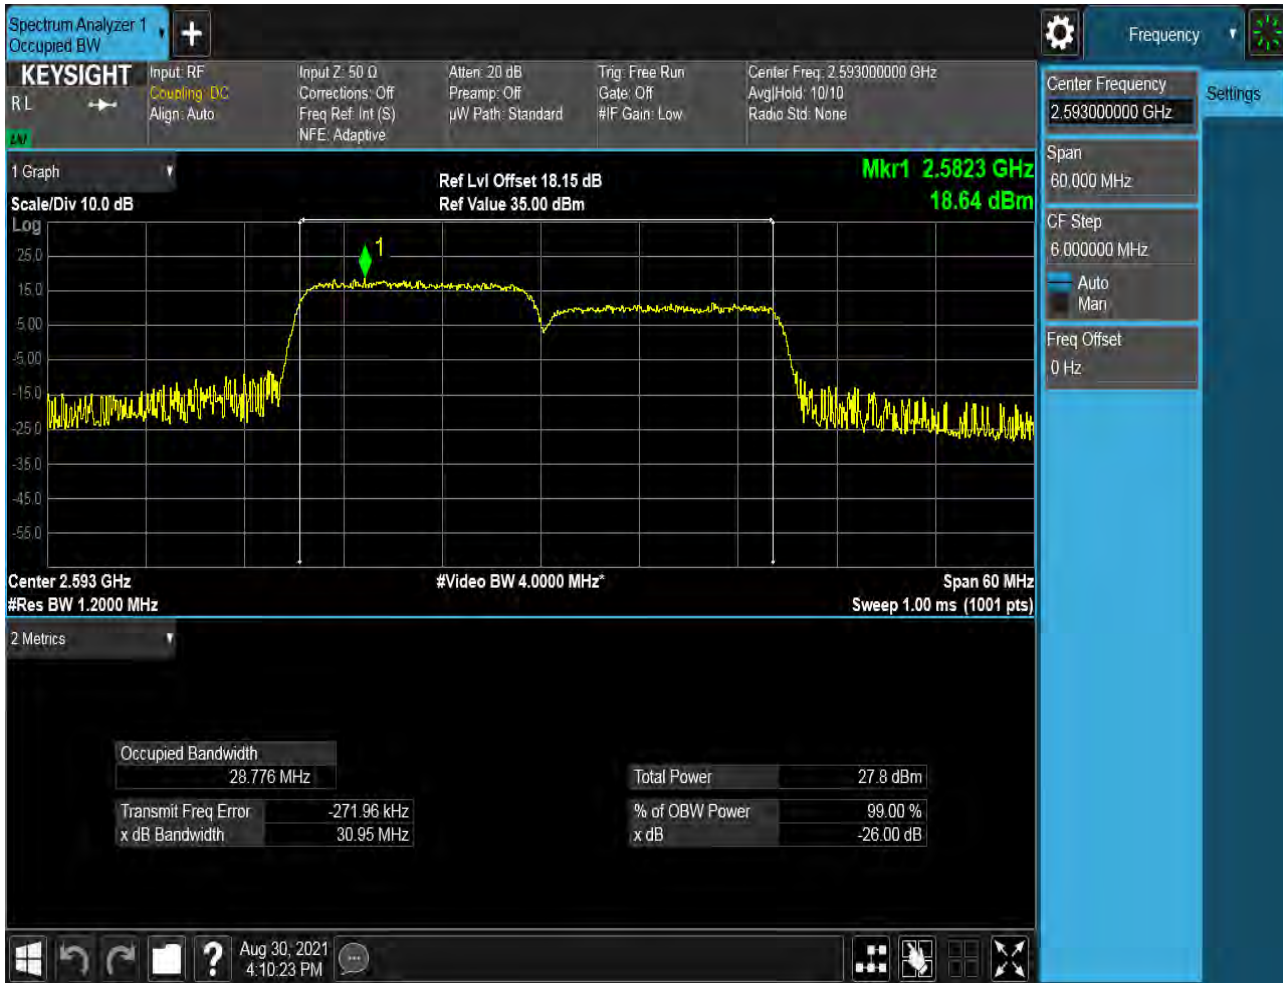 Spectrum Analyzer 1
Occupied BW
Frequency
KEYSIGHT
R L
Input: RF
Coupling: DC
Align: Auto
Input Z: 50 Ω
Corrections: Off
Freq Ref: Int (S)
NFE: Adaptive
Atten: 20 dB
Preamp: Off
µW Path: Standard
Trig: Free Run
Gate: Off
#IF Gain: Low
Center Freq: 2.593000000 GHz
Avg|Hold: 10/10
Radio Std: None
Center Frequency
2.593000000 GHz
Settings
Span
60.000 MHz
CF Step
6.000000 MHz
Auto
Man
Freq Offset
0 Hz
1 Graph
Scale/Div 10.0 dB
Ref Lvl Offset 18.15 dB
Ref Value 35.00 dBm
Mkr1 2.5823 GHz
18.64 dBm
Log
25.0
15.0
5.00
-5.00
-15.0
-25.0
-35.0
-45.0
-55.0
1
Center 2.593 GHz
#Video BW 4.0000 MHz*
Span 60 MHz
#Res BW 1.2000 MHz
Sweep 1.00 ms (1001 pts)
2 Metrics
Occupied Bandwidth
28.776 MHz
Transmit Freq Error -271.96 kHz
x dB Bandwidth 30.95 MHz
Total Power 27.8 dBm
% of OBW Power 99.00 %
x dB -26.00 dB
?
Aug 30, 2021
4:10:23 PM